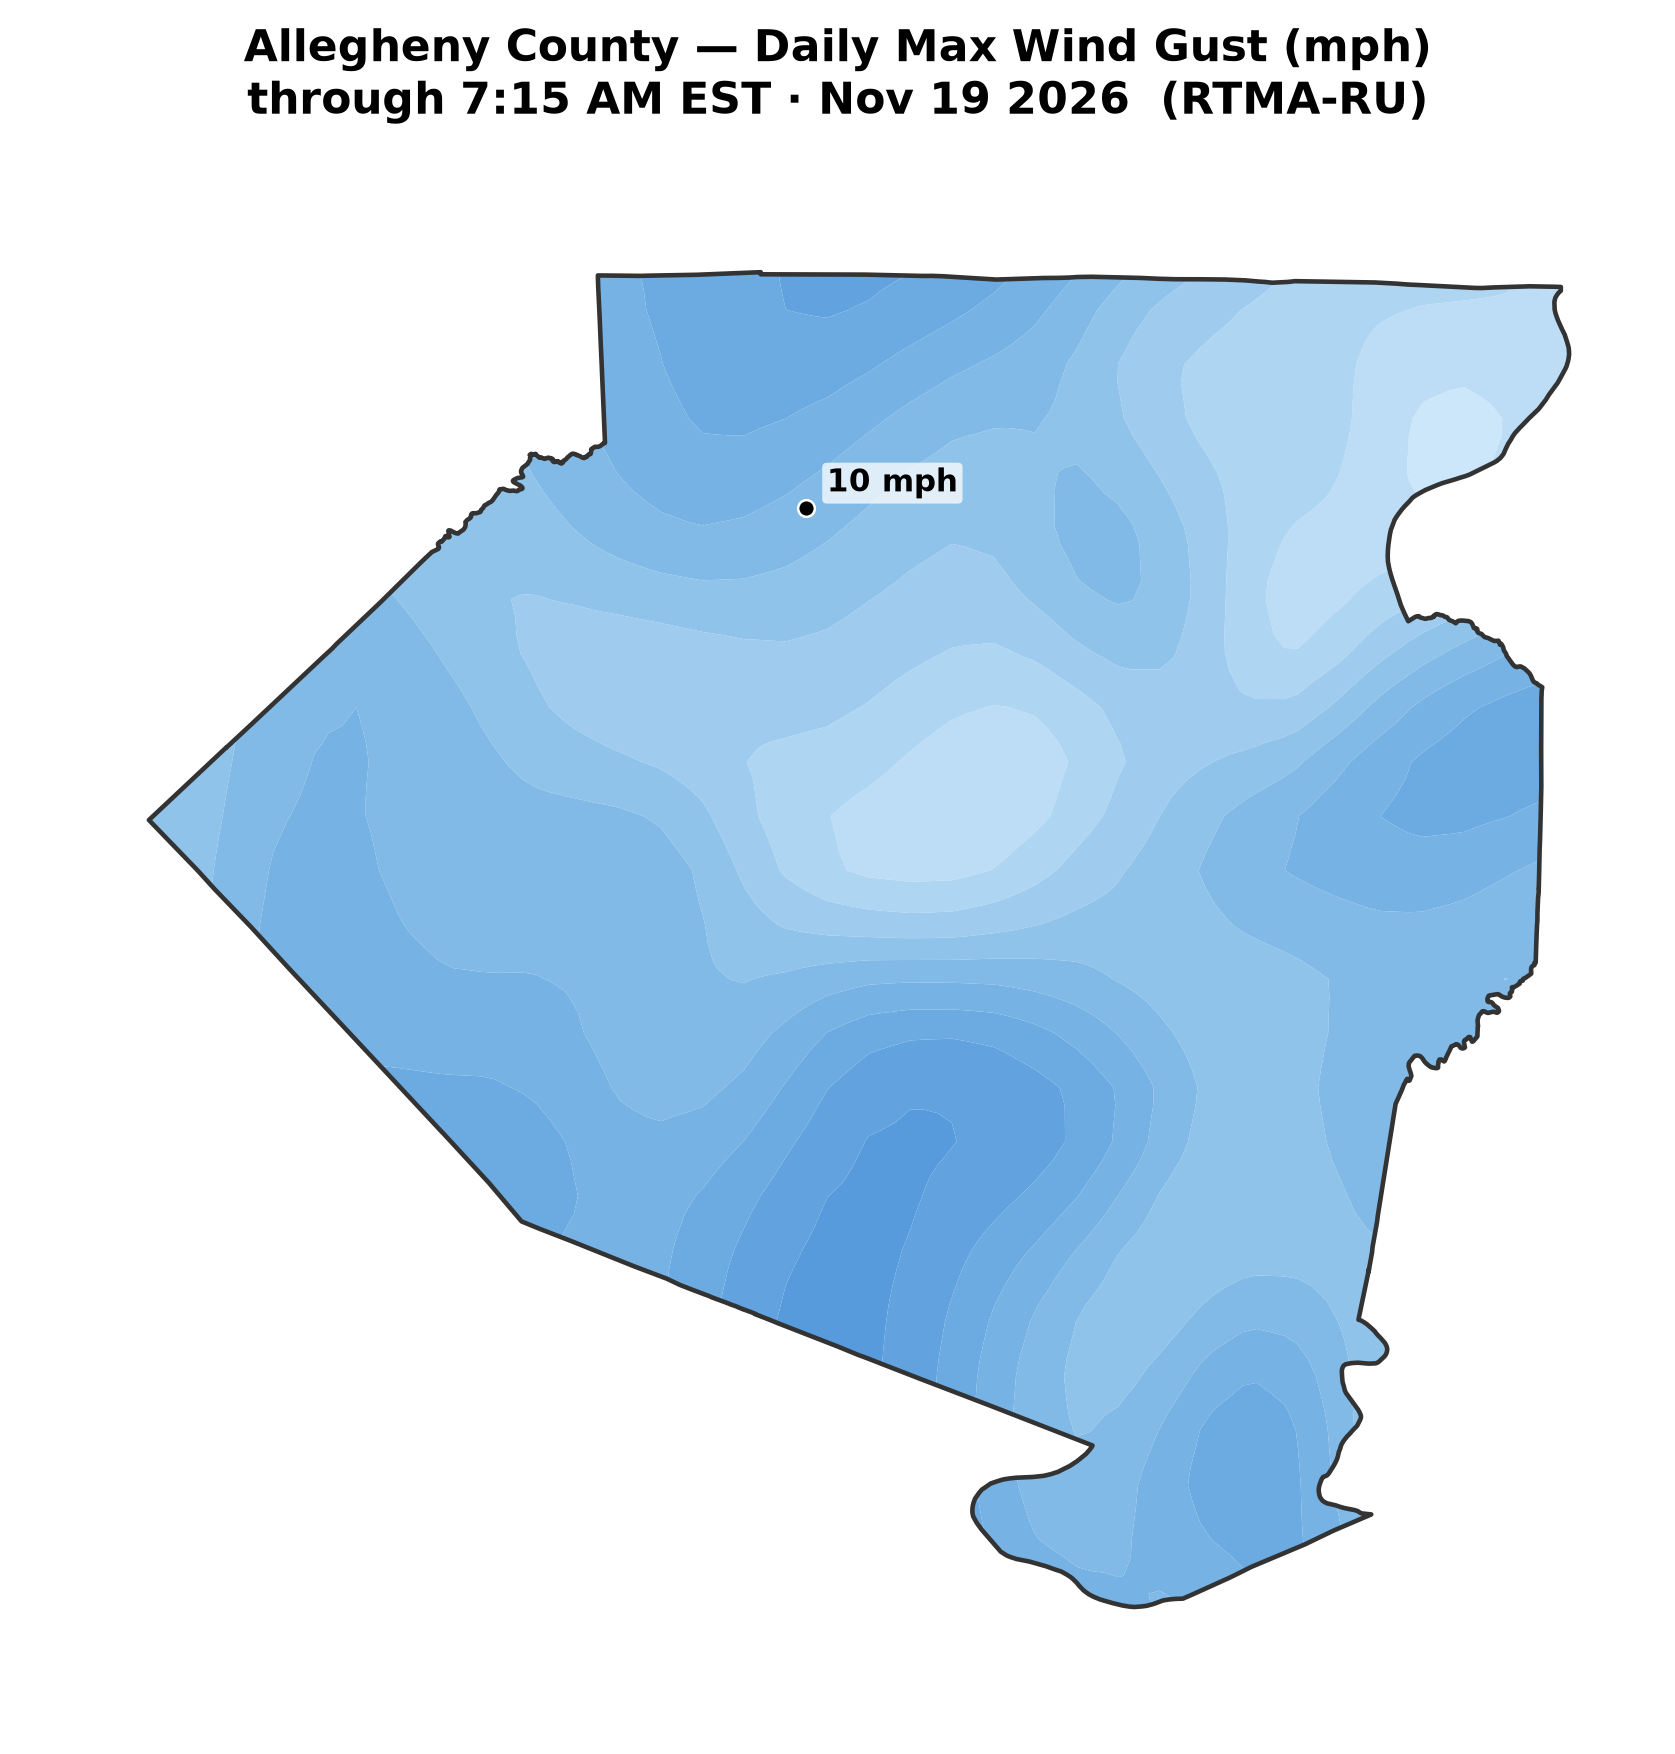 Allegheny County — Daily Max Wind Gust (mph)
through 7:15 AM EST · Nov 19 2026  (RTMA-RU)
10 mph